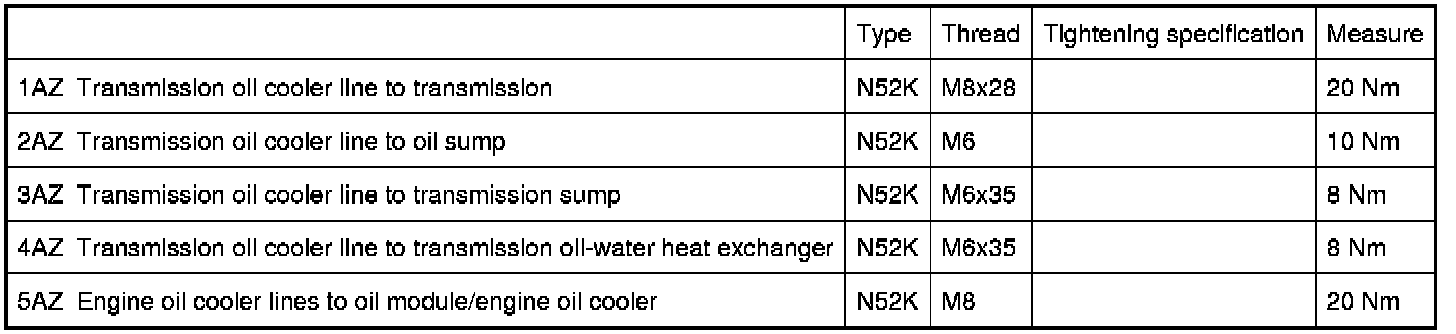 Type Thread Tightening specification Measure
1AZ Transmission oil cooler line to transmission N52K M8x28 20 Nm
2AZ Transmission oil cooler line to oil sump N52K M6 10 Nm
3AZ Transmission oil cooler line to transmission sump N52K M6x35 8 Nm
4AZ Transmission oil cooler line to transmission oil-water heat exchanger N52K M6x35 8 Nm
5AZ Engine oil cooler lines to oil module/engine oil cooler N52K M8 20 Nm